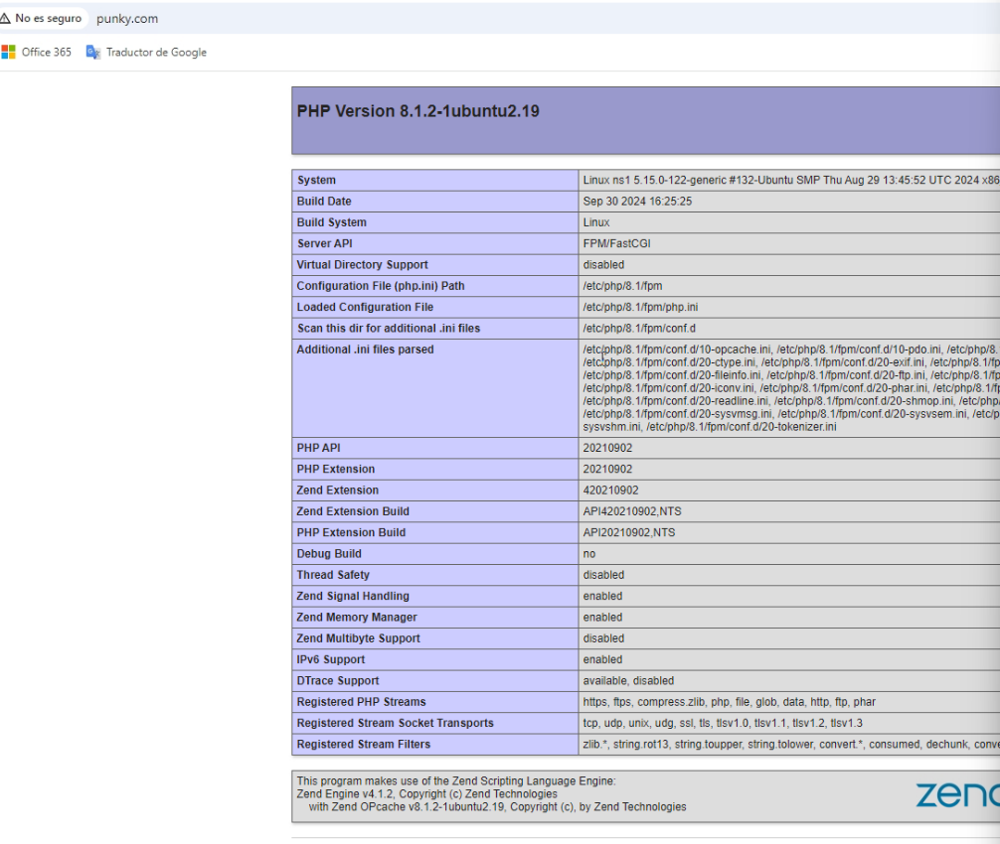 No es seguro punky.com
Office 365 Traductor de Google
PHP Version 8.1.2-1ubuntu2.19
System Linux ns1 5.15.0-122-generic #132-Ubuntu SMP Thu Aug 29 13:45:52 UTC 2024 x86
Build Date Sep 30 2024 16:25:25
Build System Linux
Server API FPM/FastCGI
Virtual Directory Support disabled
Configuration File (php.ini) Path /etc/php/8.1/fpm
Loaded Configuration File /etc/php/8.1/fpm/php.ini
Scan this dir for additional .ini files /etc/php/8.1/fpm/conf.d
Additional .ini files parsed /etc/php/8.1/fpm/conf.d/10-opcache.ini, /etc/php/8.1/fpm/conf.d/10-pdo.ini, /etc/php/8.
/etc/php/8.1/fpm/conf.d/20-ctype.ini, /etc/php/8.1/fpm/conf.d/20-exif.ini, /etc/php/8.1/fp
/etc/php/8.1/fpm/conf.d/20-fileinfo.ini, /etc/php/8.1/fpm/conf.d/20-ftp.ini, /etc/php/8.1/fp
/etc/php/8.1/fpm/conf.d/20-iconv.ini, /etc/php/8.1/fpm/conf.d/20-phar.ini, /etc/php/8.1/f
/etc/php/8.1/fpm/conf.d/20-readline.ini, /etc/php/8.1/fpm/conf.d/20-shmop.ini, /etc/php
/etc/php/8.1/fpm/conf.d/20-sysvmsg.ini, /etc/php/8.1/fpm/conf.d/20-sysvsem.ini, /etc/p
sysvshm.ini, /etc/php/8.1/fpm/conf.d/20-tokenizer.ini
PHP API 20210902
PHP Extension 20210902
Zend Extension 420210902
Zend Extension Build API420210902,NTS
PHP Extension Build API20210902,NTS
Debug Build no
Thread Safety disabled
Zend Signal Handling enabled
Zend Memory Manager enabled
Zend Multibyte Support disabled
IPv6 Support enabled
DTrace Support available, disabled
Registered PHP Streams https, ftps, compress.zlib, php, file, glob, data, http, ftp, phar
Registered Stream Socket Transports tcp, udp, unix, udg, ssl, tls, tlsv1.0, tlsv1.1, tlsv1.2, tlsv1.3
Registered Stream Filters zlib.*, string.rot13, string.toupper, string.tolower, convert.*, consumed, dechunk, conve
This program makes use of the Zend Scripting Language Engine:
Zend Engine v4.1.2, Copyright (c) Zend Technologies
with Zend OPcache v8.1.2-1ubuntu2.19, Copyright (c), by Zend Technologies
zend